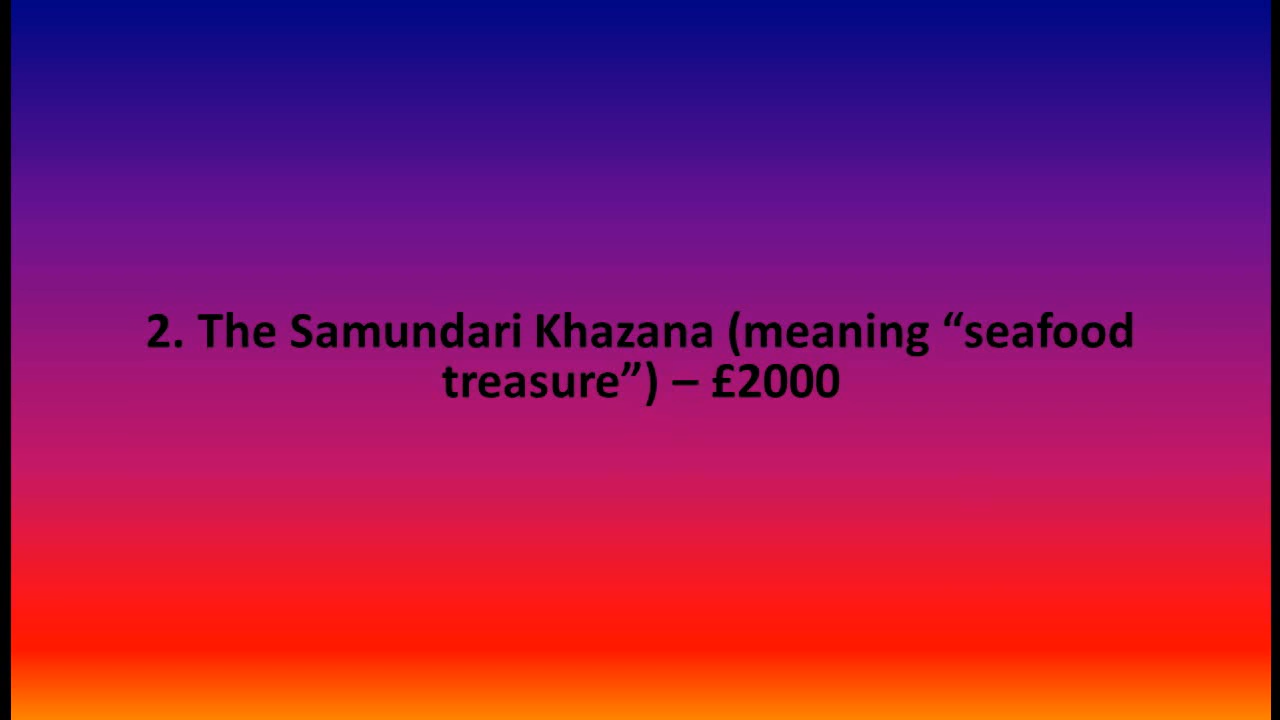 2. The Samundari Khazana (meaning “seafood
treasure”) – £2000